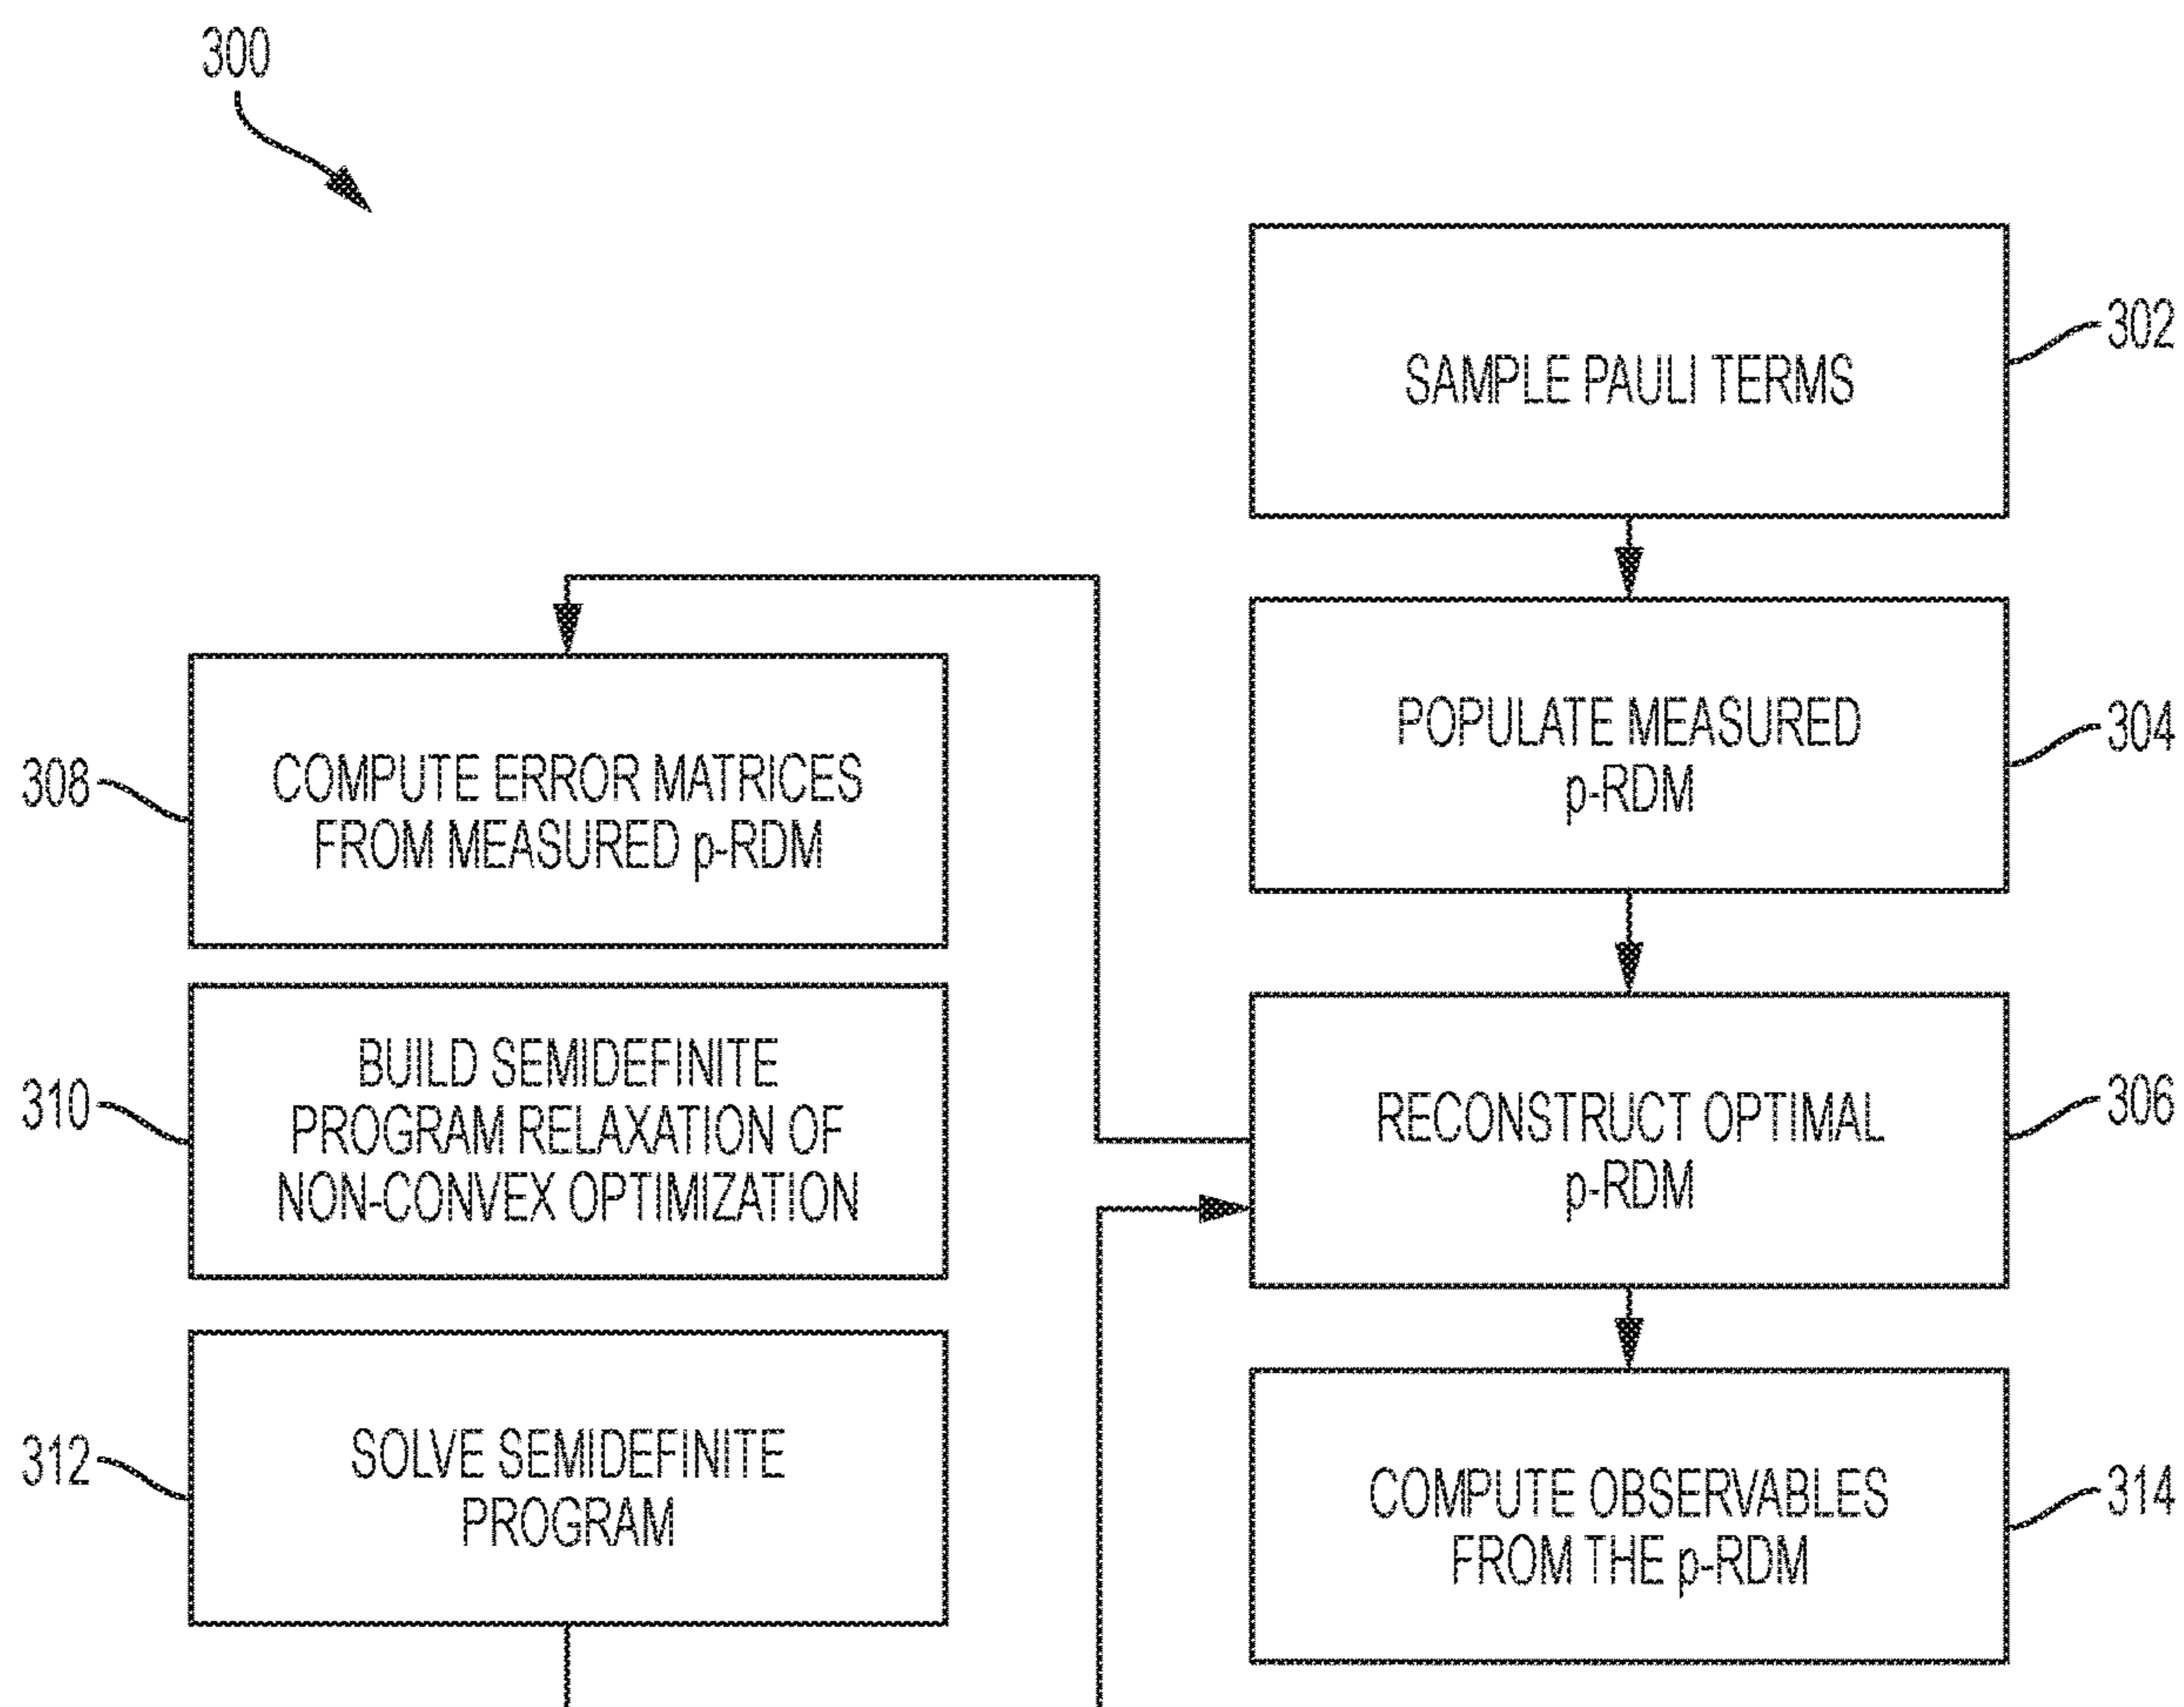 300
SAMPLE PAULI TERMS
302
POPULATE MEASURED
p-RDM
304
RECONSTRUCT OPTIMAL
p-RDM
306
308
COMPUTE ERROR MATRICES
FROM MEASURED p-RDM
310
BUILD SEMIDEFINITE
PROGRAM RELAXATION OF
NON-CONVEX OPTIMIZATION
312
SOLVE SEMIDEFINITE
PROGRAM
COMPUTE OBSERVABLES
FROM THE p-RDM
314